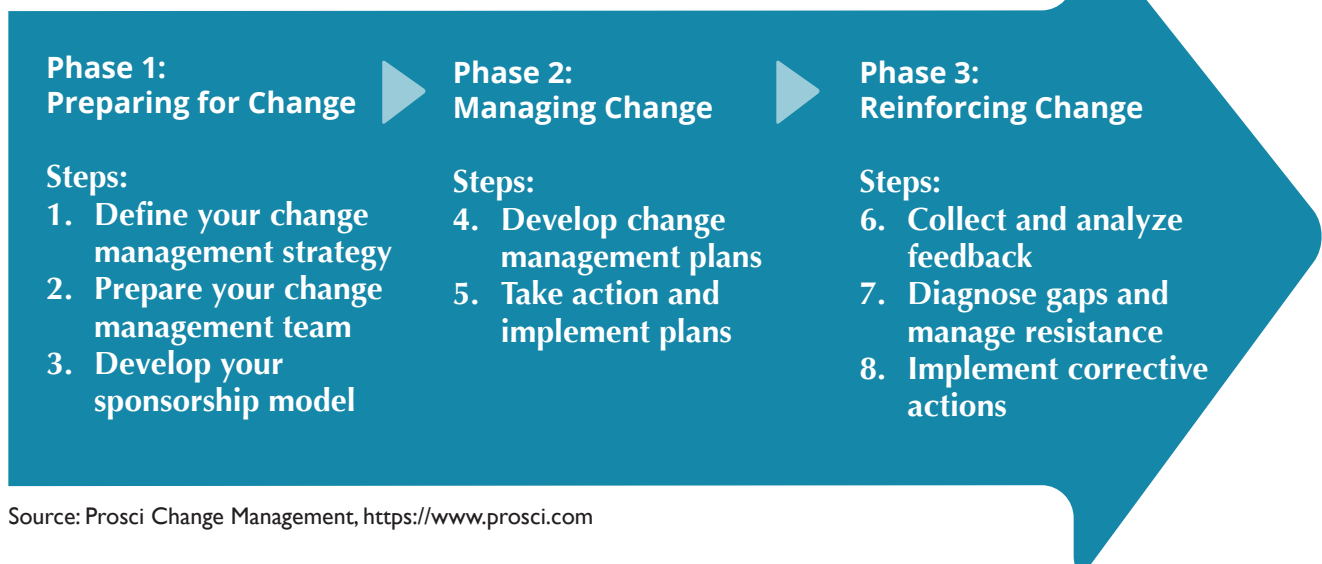 Phase 1:
Preparing for Change
Steps:
1. Define your change
management strategy
2. Prepare your change
management team
3. Develop your
sponsorship model
Phase 2:
Managing Change
Steps:
4. Develop change
management plans
5. Take action and
implement plans
Phase 3:
Reinforcing Change
Steps:
6. Collect and analyze
feedback
7. Diagnose gaps and
manage resistance
8. Implement corrective
actions
Source: Prosci Change Management, https://www.prosci.com